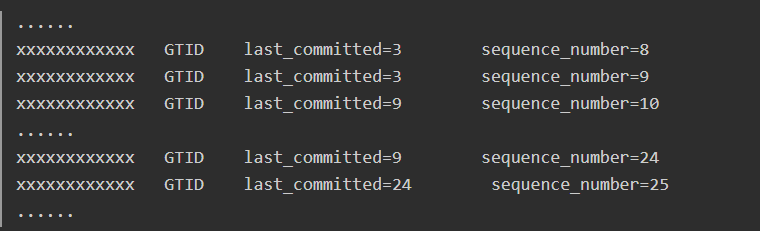 ......
xxxxxxxxxxxx GTID last_committed=3 sequence_number=8
xxxxxxxxxxxx GTID last_committed=3 sequence_number=9
xxxxxxxxxxxx GTID last_committed=9 sequence_number=10
......
xxxxxxxxxxxx GTID last_committed=9 sequence_number=24
xxxxxxxxxxxx GTID last_committed=24 sequence_number=25
......